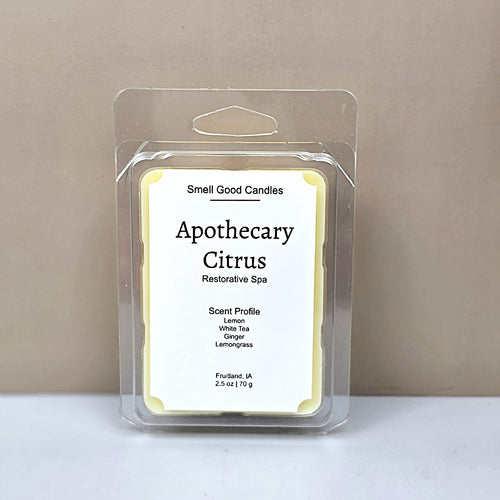 Smell Good Candles
Apothecary
Citrus
Restorative Spa
Scent Profile
Lemon
White Tea
Ginger
Lemongrass
Fruitland, IA
2.5 oz | 70 g